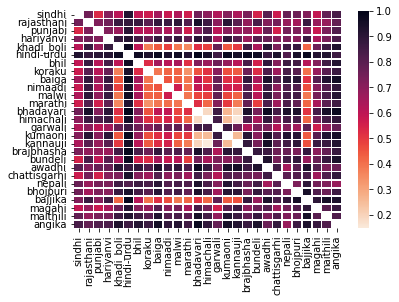 sindhi
rajasthani
punjabi
hariyanvi
khadi_boli
hindi-urdu
bhil
koraku
baiga
nimaadi
malwi
marathi
bhadavari
himachali
garwali
kumaoni
kannauji
brajbhasha
bundeli
awadhi
chattisgarhi
nepali
bhojpuri
bajjika
magahi
maithili
angika
sindhi
rajasthani
punjabi
hariyanvi
khadi_boli
hindi-urdu
bhil
koraku
baiga
nimaadi
malwi
marathi
bhadavari
himachali
garwali
kumaoni
kannauji
brajbhasha
bundeli
awadhi
chattisgarhi
nepali
bhojpuri
bajjika
magahi
maithili
angika
1.0
0.9
0.8
0.7
0.6
0.5
0.4
0.3
0.2